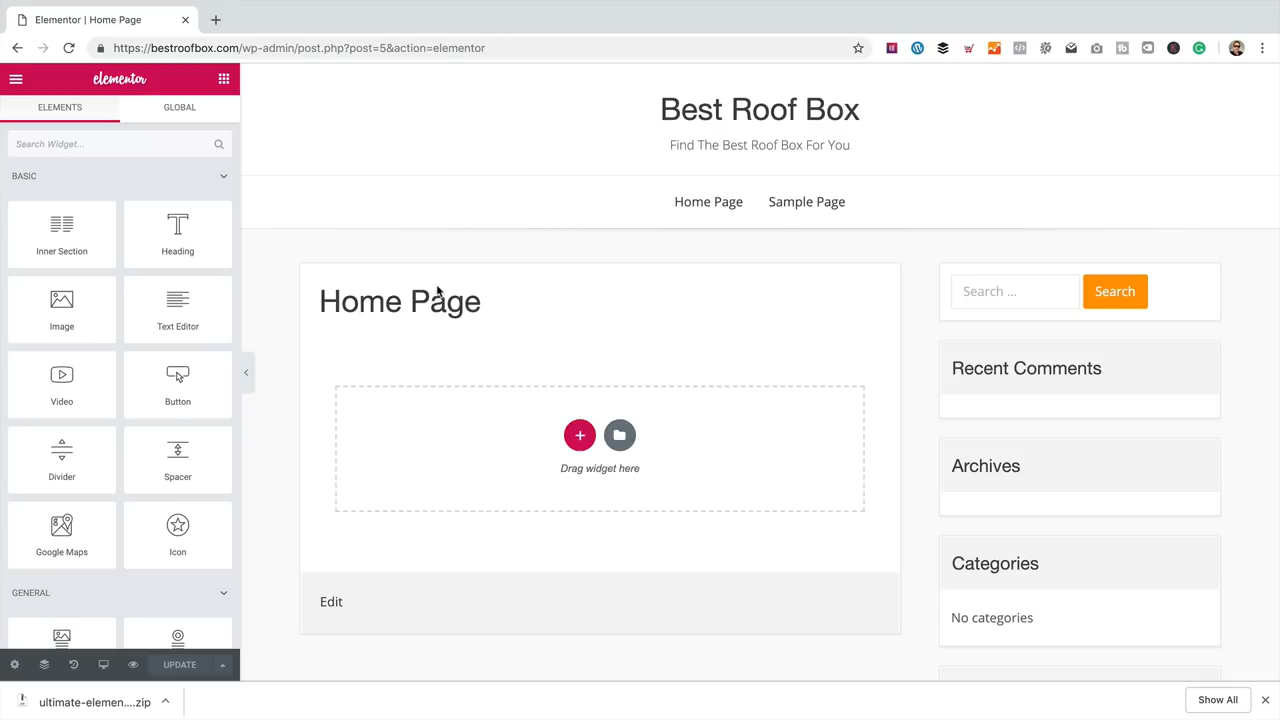 Elementor | Home Page
https://bestroofbox.com/wp-admin/post.php?post=5&action=elementor
elementor
ELEMENTS
GLOBAL
Search Widget...
BASIC
Inner Section
Heading
Image
Text Editor
Video
Button
Divider
Spacer
Google Maps
Icon
GENERAL
UPDATE
Best Roof Box
Find The Best Roof Box For You
Home Page
Sample Page
Home Page
Drag widget here
Edit
Search ...
Search
Recent Comments
Archives
Categories
No categories
ultimate-elemen....zip
Show All